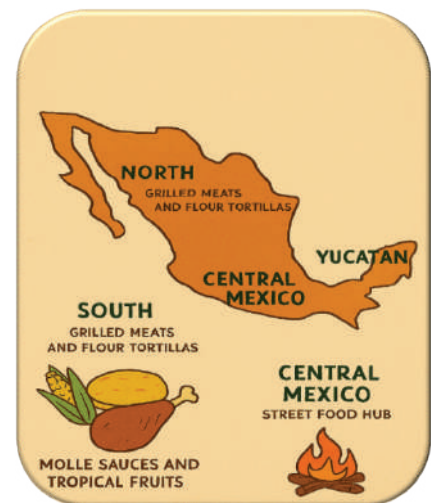 NORTH
GRILLED MEATS
AND FLOUR TORTILLAS
YUCATAN
CENTRAL
MEXICO
SOUTH
GRILLED MEATS
AND FLOUR TORTILLAS
MOLLE SAUCES AND
TROPICAL FRUITS
CENTRAL
MEXICO
STREET FOOD HUB